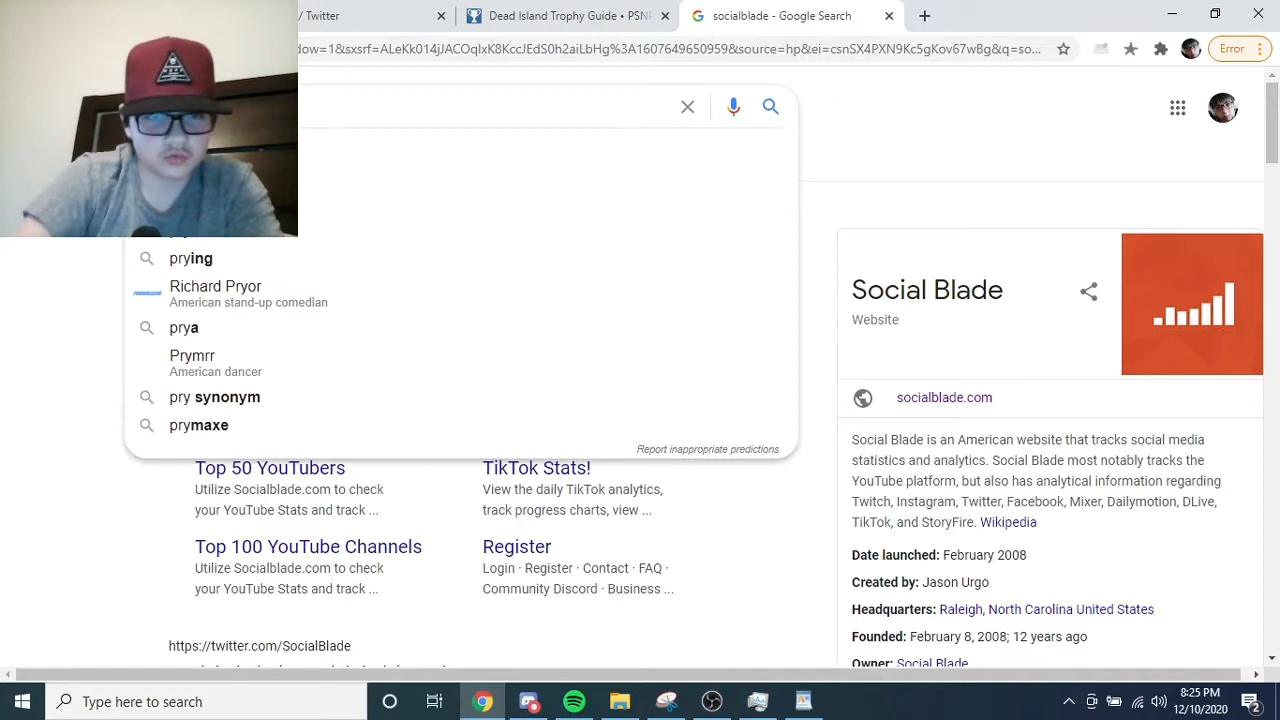 / Twitter
Dead Island Trophy Guide • PSNP
socialblade - Google Search
dow=1&sxsrf=ALeKk014jJACOqIxK8KccJEdS0h2aiLbHg%3A1607649650959&source=hp&ei=csnSX4PXN9Kc5gKov67wBg&q=so...
Error
prying
Richard Pryor
American stand-up comedian
prya
Prymrr
American dancer
pry synonym
prymaxe
Report inappropriate predictions
Top 50 YouTubers
Utilize Socialblade.com to check
your YouTube Stats and track ...
TikTok Stats!
View the daily TikTok analytics,
track progress charts, view ...
Top 100 YouTube Channels
Utilize Socialblade.com to check
your YouTube Stats and track ...
Register
Login · Register · Contact · FAQ ·
Community Discord · Business ...
https://twitter.com/SocialBlade
Social Blade
Website
socialblade.com
Social Blade is an American website that tracks social media
statistics and analytics. Social Blade most notably tracks the
YouTube platform, but also has analytical information regarding
Twitch, Instagram, Twitter, Facebook, Mixer, Dailymotion, DLive,
TikTok, and StoryFire. Wikipedia
Date launched: February 2008
Created by: Jason Urgo
Headquarters: Raleigh, North Carolina United States
Founded: February 8, 2008; 12 years ago
Owner: Social Blade
Type here to search
8:25 PM
12/10/2020
2